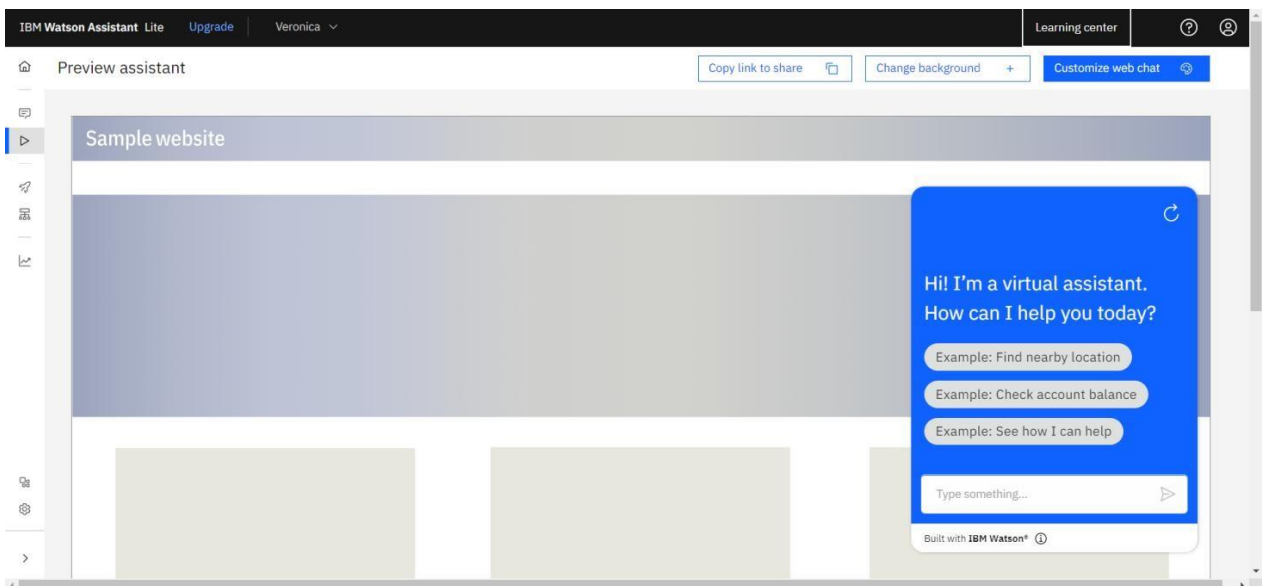 IBM Watson Assistant Lite Upgrade Veronica Learning center
Preview assistant Copy link to share Change background + Customize web chat
Sample website
Hi! I'm a virtual assistant.
How can I help you today?
Example: Find nearby location
Example: Check account balance
Example: See how I can help
Type something...
Built with IBM Watson®